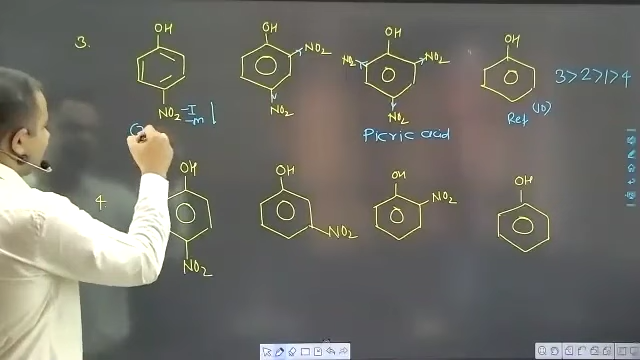 3.
OH
NO₂
-I
-m
OH
NO₂
NO₂
OH
NO₂
NO₂
NO₂
Picric acid
OH
Ref
(10)
3>2>1>4
4
OH
NO₂
OH
NO₂
OH
NO₂
OH